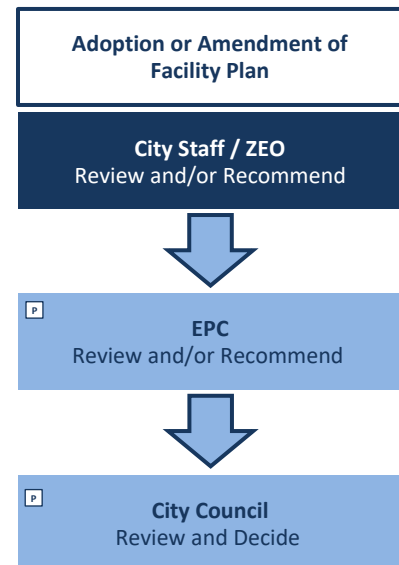 Adoption or Amendment of
Facility Plan
City Staff / ZEO
Review and/or Recommend
P
EPC
Review and/or Recommend
P
City Council
Review and Decide